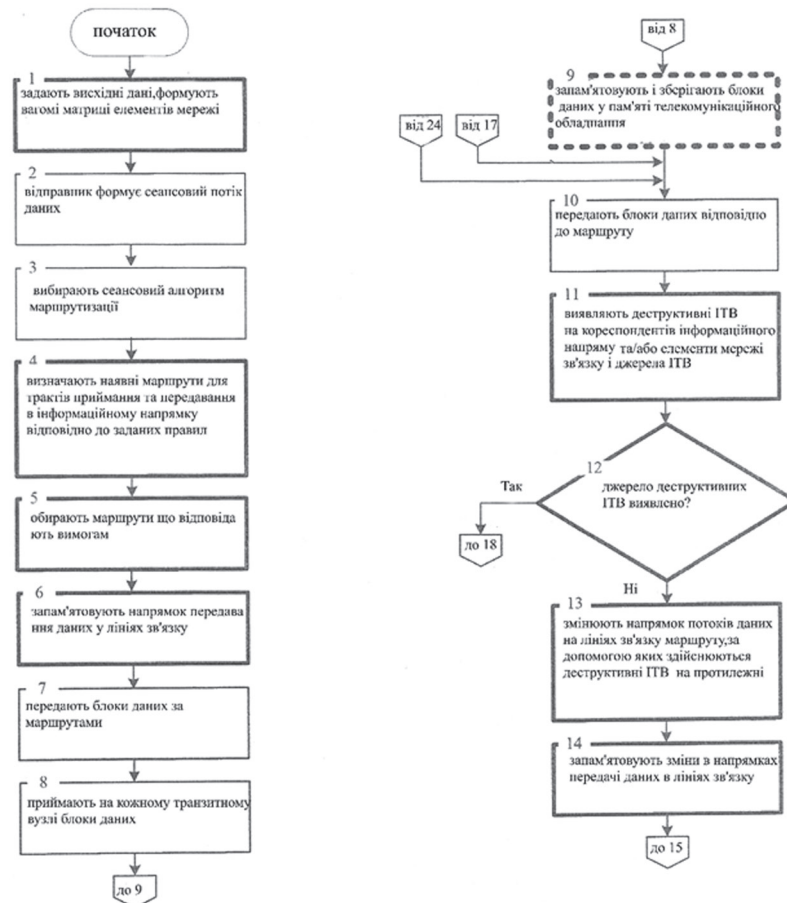 початок
1
задають висхідні дані,формують
вагомі матриці елементів мережі
2
відправник формує сеансовий потік
даних
3
вибирають сеансовий алгоритм
маршрутизації
4
визначають наявні маршрути для
трактів приймання та передавання
в інформаційному напрямку
відповідно до заданих правил
5
обирають маршрути що відповіда
ють вимогам
6
запам'ятовують напрямок передава
ння даних у лініях зв'язку
7
передають блоки даних за
маршрутами
8
приймають на кожному транзитному
вузлі блоки даних
до 9
від 8
9
запам'ятовують і зберігають блоки
даних у пам'яті телекомунікаційного
обладнання
від 24
від 17
10
передають блоки даних відповідно
до маршруту
11
виявляють деструктивні ІТВ
на кореспондентів інформаційного
напряму та/або елементи мережі
зв'язку і джерела ІТВ
12
джерело деструктивних
ІТВ виявлено?
Так
до 18
Ні
13
змінюють напрямок потоків даних
на лініях зв'язку маршруту,за
допомогою яких здійснюються
деструктивні ІТВ на протилежні
14
запам'ятовують зміни в напрямках
передачі даних в лініях зв'язку
до 15